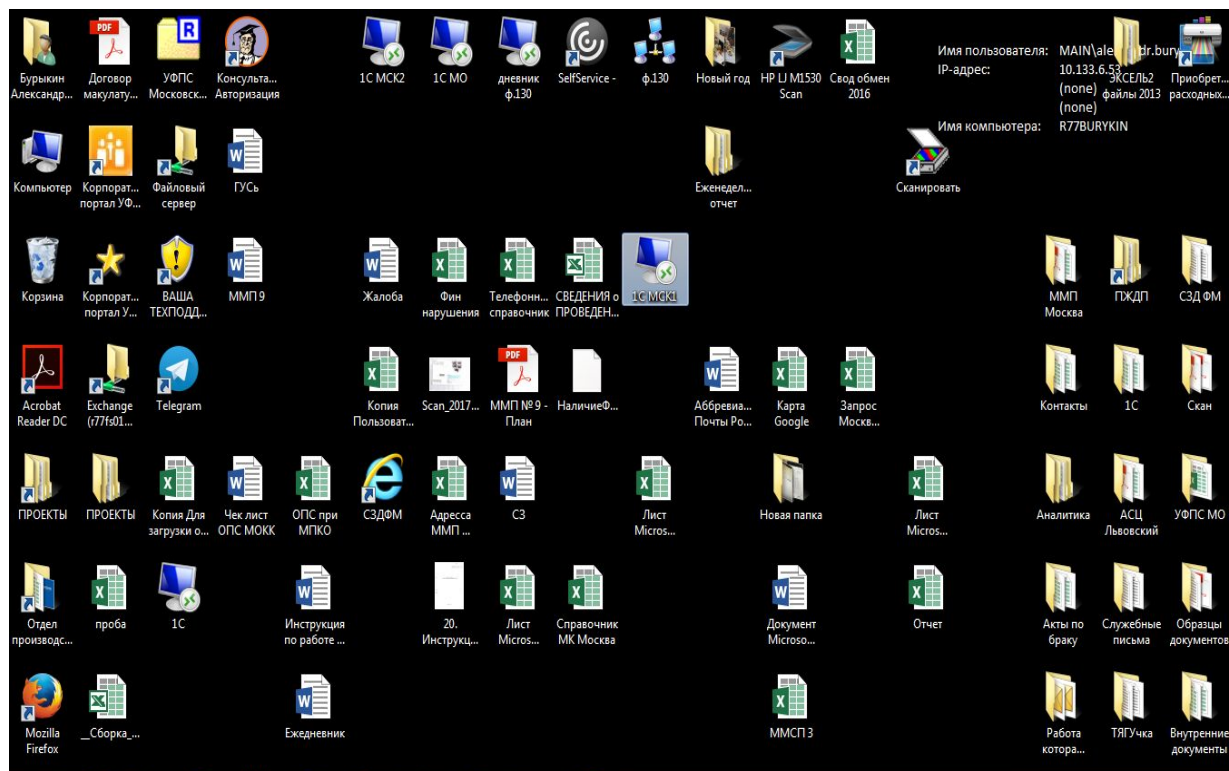 Бурыкин
Александр...
Договор
макулату...
УФПС
Московск...
Консульта...
Авторизация
1С МСК2
1С МО
дневник
ф.130
SelfService -
ф.130
Новый год
HP LJ M1530
Scan
Свод обмен
2016
Имя пользователя:
IP-адрес: 10.133.6.53
(none)
(none)
Имя компьютера: R77BURYKIN
ЭКСЕЛЬ2
файлы 2013
Приобрет...
расходных...
Компьютер
Корпорат...
портал УФ...
Файловый
сервер
ГУСь
Еженедел...
отчет
Сканировать
Корзина
Корпорат...
портал У...
ВАША
ТЕХПОДД...
ММП 9
Жалоба
Фин
нарушения
Телефонн...
справочник
СВЕДЕНИЯ о
ПРОВЕДЕН...
1С МСК1
ММП
Москва
ПЖДП
СЗД ФМ
Acrobat
Reader DC
Exchange
(r77fs01...
Telegram
Копия
Пользоват...
Scan_2017...
ММП № 9 -
План
НаличиеФ...
Аббревиа...
Почты Ро...
Карта
Google
Запрос
Москв...
Контакты
1С
Скан
ПРОЕКТЫ
ПРОЕКТЫ
Копия Для
загрузки о...
Чек лист
ОПС МОКК
ОПС при
МПКО
СЗДФМ
Адресса
ММП ...
СЗ
Лист
Micros...
Новая папка
Лист
Micros...
Аналитика
АСЦ
Львовский
УФПС МО
Отдел
производс...
проба
1С
Инструкция
по работе ...
20.
Инструкц...
Лист
Micros...
Справочник
МК Москва
Документ
Microso...
Отчет
Акты по
браку
Служебные
письма
Образцы
документов
Mozilla
Firefox
__Сборка_...
Ежедневник
ММСП 3
Работа
котора...
ТЯГУчка
Внутренние
документы